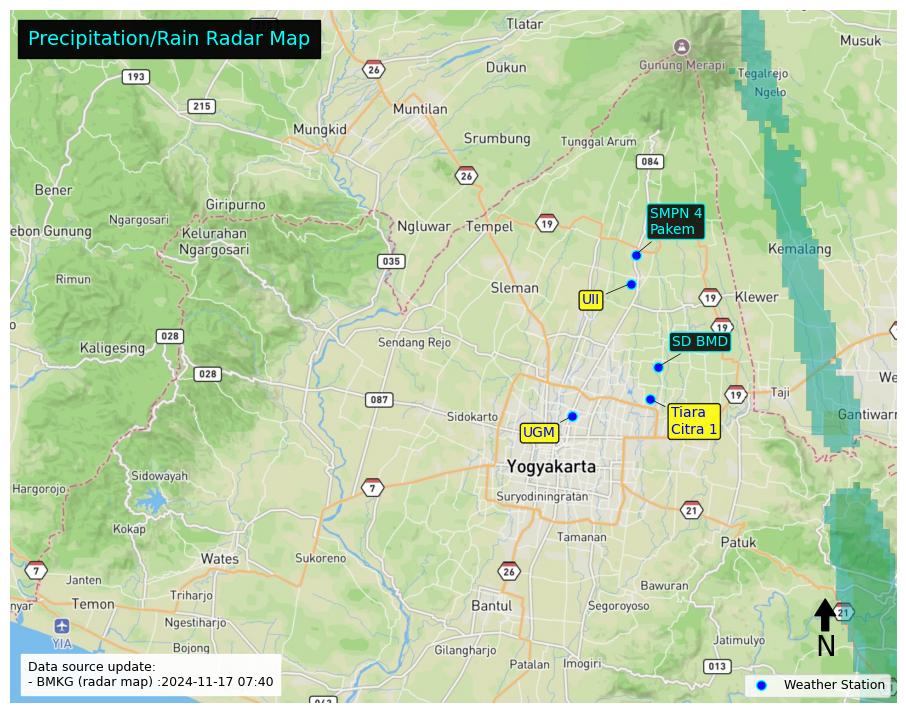 Precipitation/Rain Radar Map
Tlatar
Musuk
26
Dukun
Gunung Merapi
193
Tegalrejo
215
Ngelo
Muntilan
Mungkid
Srumbung
Tunggal Arum
084
26
Bener
Giripurno
SMPN 4
Pakem
Ngargosari
Ngluwar
Tempel
19
ebon Gunung
Kelurahan
Ngargosari
Kemalang
035
Rimun
Sleman
UII
19
Klewer
19
028
Kaligesing
Sendang Rejo
SD BMD
028
We
087
19
Taji
Sidokarto
Tiara
Citra 1
Gantiwarn
UGM
Yogyakarta
Sidowayah
Hargorojo
7
Suryodiningratan
21
Kokap
Tamanan
Patuk
Wates
Sukoreno
7
26
Janten
Bawuran
Triharjo
nyar
Temon
Bantul
Segoroyoso
21
Ngestiharjo
YIA
Jatimulyo
Bojong
Gilangharjo
N
Patalan
Imogiri
013
Data source update:
- BMKG (radar map) :2024-11-17 07:40
Weather Station